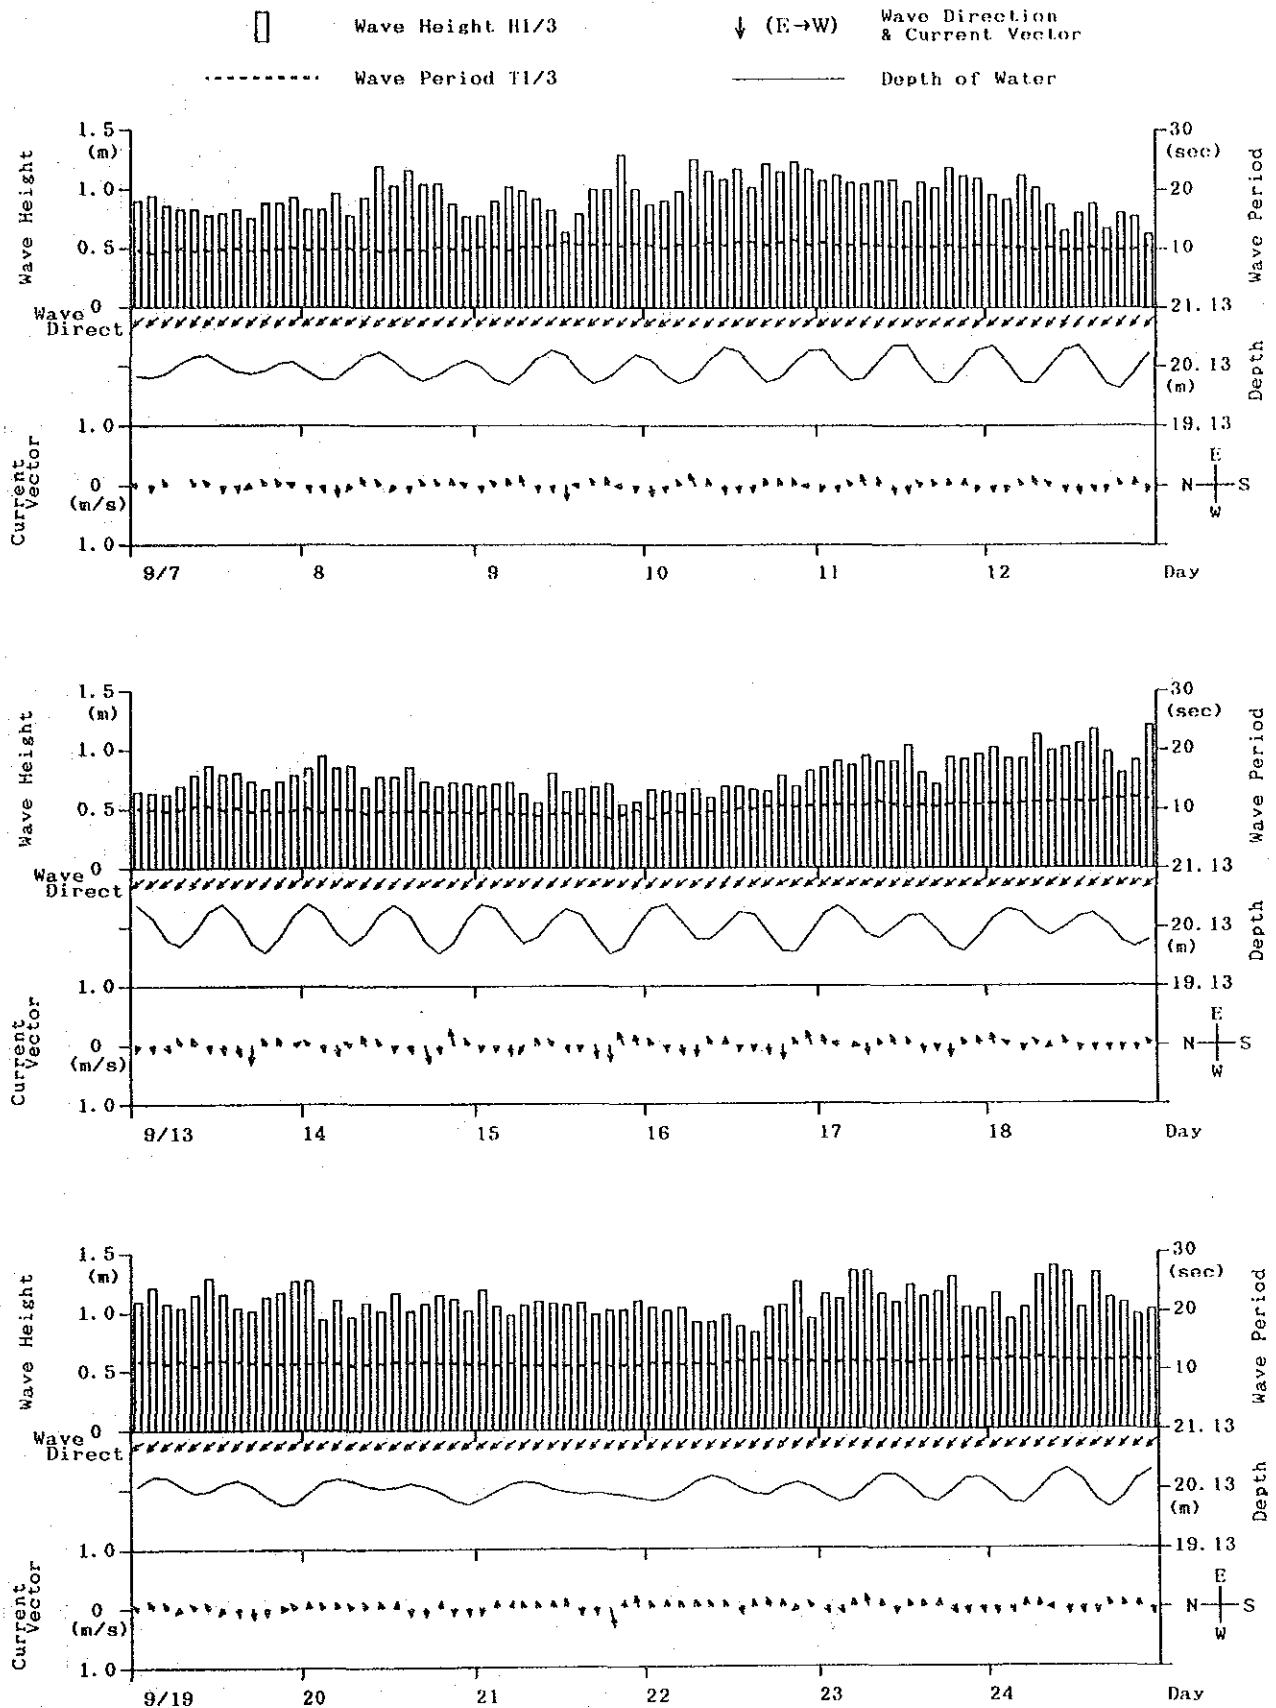 Wave Height H1/3
(E→W) Wave Direction & Current Vector
Wave Period T1/3
Depth of Water
1.5 (m)
1.0
0.5
0
Wave Height
30 (sec)
20
10
Wave Period
Wave Direct
21.13
20.13 (m)
19.13
Depth
1.0
0 (m/s)
1.0
Current Vector
E
N S
W
9/7 8 9 10 11 12 Day
1.5 (m)
1.0
0.5
0
Wave Height
30 (sec)
20
10
Wave Period
Wave Direct
21.13
20.13 (m)
19.13
Depth
1.0
0 (m/s)
1.0
Current Vector
E
N S
W
9/13 14 15 16 17 18 Day
1.5 (m)
1.0
0.5
0
Wave Height
30 (sec)
20
10
Wave Period
Wave Direct
21.13
20.13 (m)
19.13
Depth
1.0
0 (m/s)
1.0
Current Vector
E
N S
W
9/19 20 21 22 23 24 Day